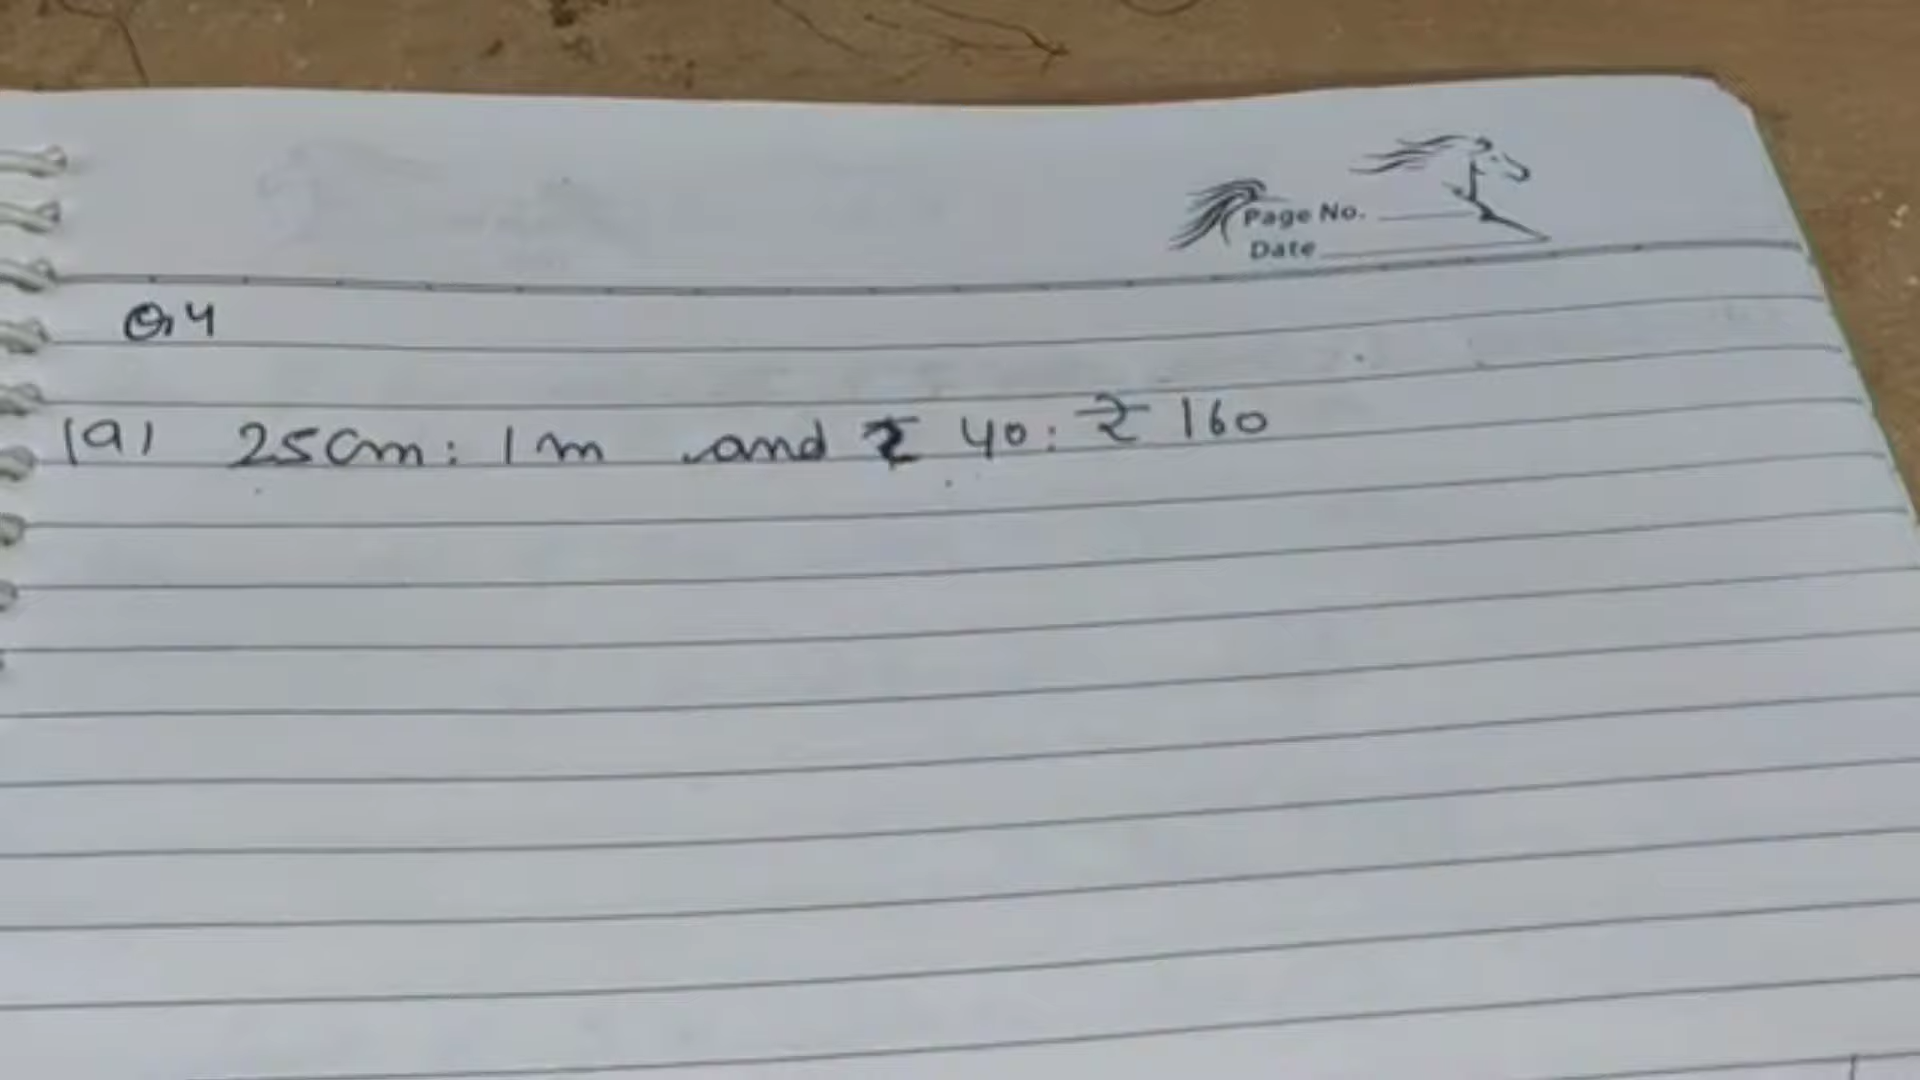 Page No.
Date
Q4
(a) 25cm : 1m and ₹ 40 : ₹ 160